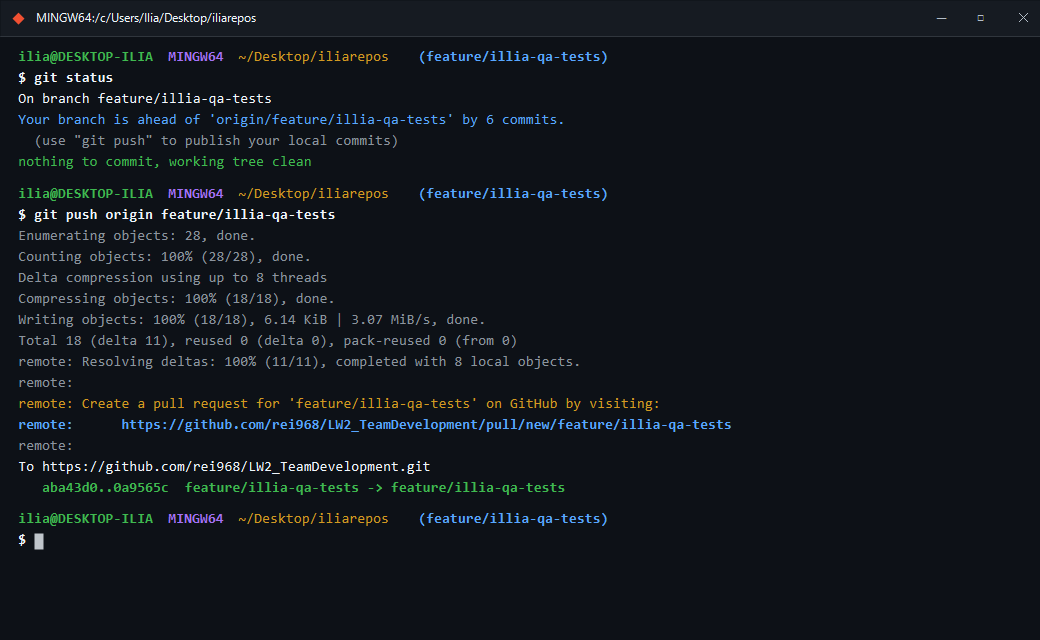 MINGW64:/c/Users/Ilia/Desktop/iliarepos
ilia@DESKTOP-ILIA MINGW64 ~/Desktop/iliarepos (feature/illia-qa-tests)
$ git status
On branch feature/illia-qa-tests
Your branch is ahead of 'origin/feature/illia-qa-tests' by 6 commits.
(use "git push" to publish your local commits)
nothing to commit, working tree clean
ilia@DESKTOP-ILIA MINGW64 ~/Desktop/iliarepos (feature/illia-qa-tests)
$ git push origin feature/illia-qa-tests
Enumerating objects: 28, done.
Counting objects: 100% (28/28), done.
Delta compression using up to 8 threads
Compressing objects: 100% (18/18), done.
Writing objects: 100% (18/18), 6.14 KiB | 3.07 MiB/s, done.
Total 18 (delta 11), reused 0 (delta 0), pack-reused 0 (from 0)
remote: Resolving deltas: 100% (11/11), completed with 8 local objects.
remote:
remote: Create a pull request for 'feature/illia-qa-tests' on GitHub by visiting:
remote: https://github.com/rei968/LW2_TeamDevelopment/pull/new/feature/illia-qa-tests
remote:
To https://github.com/rei968/LW2_TeamDevelopment.git
aba43d0..0a9565c feature/illia-qa-tests -> feature/illia-qa-tests
ilia@DESKTOP-ILIA MINGW64 ~/Desktop/iliarepos (feature/illia-qa-tests)
$